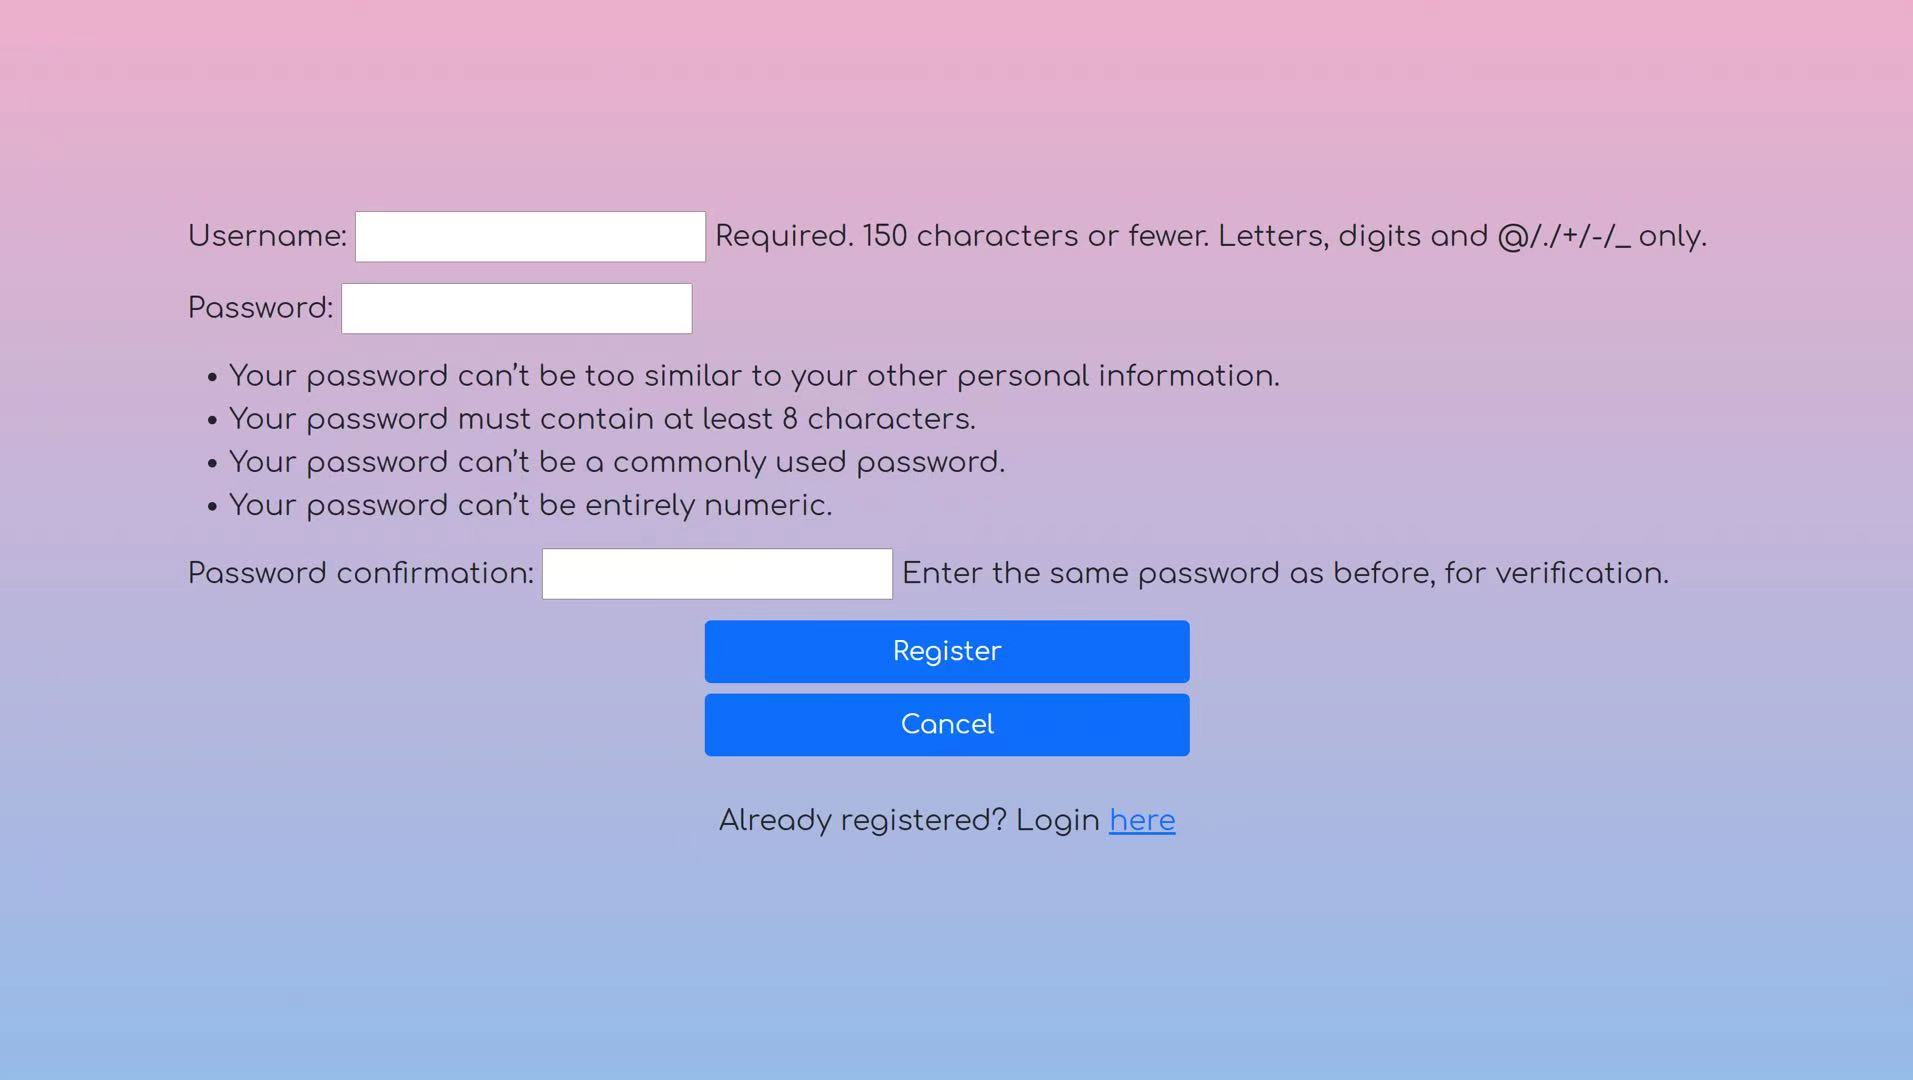 Username: Required. 150 characters or fewer. Letters, digits and @/./+/-/_ only.
Password:
• Your password can’t be too similar to your other personal information.
• Your password must contain at least 8 characters.
• Your password can’t be a commonly used password.
• Your password can’t be entirely numeric.
Password confirmation: Enter the same password as before, for verification.
Register
Cancel
Already registered? Login here